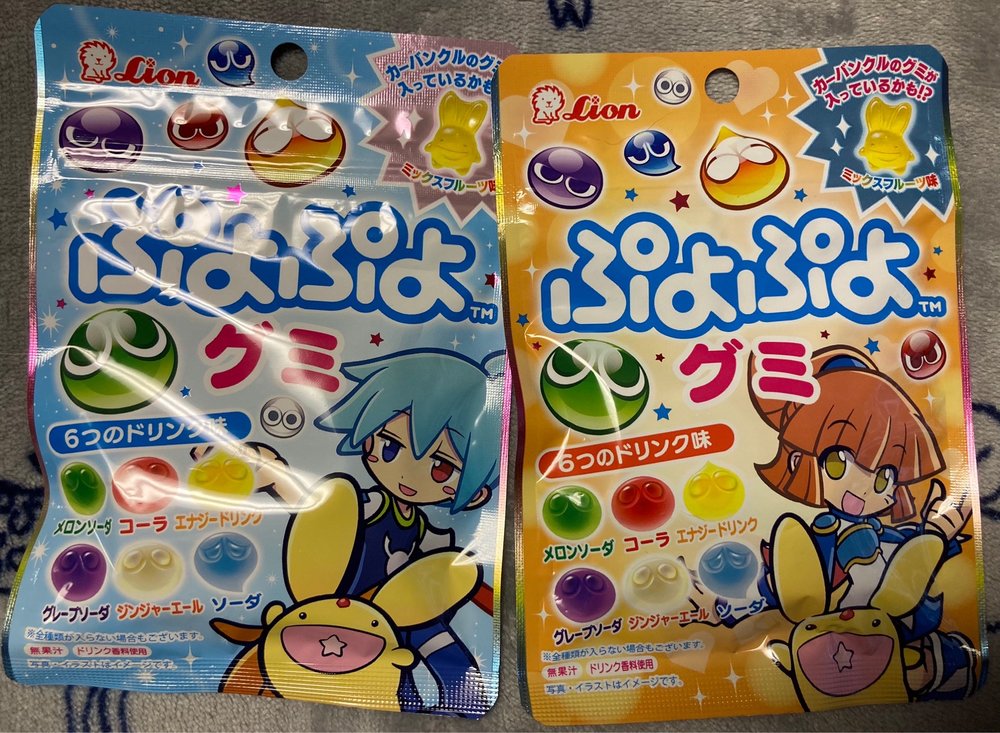 Lion
カーバンクルのグミ
入っているかも
ミックスフルーツ味
ぷよぷよ TM
グミ
6つのドリンク味
メロンソーダ コーラ エナジードリンク
グレープソーダ ジンジャーエール ソーダ
※全種類が入らない場合もございます。
無果汁 ドリンク香料使用
写真・イラストはイメージです。
Lion
カーバンクルのグミが
入っているかも!?
ミックスフルーツ味
ぷよぷよ TM
グミ
6つのドリンク味
メロンソーダ コーラ エナジードリンク
グレープソーダ ジンジャーエール ソーダ
※全種類が入らない場合もございます。
無果汁 ドリンク香料使用
写真・イラストはイメージです。